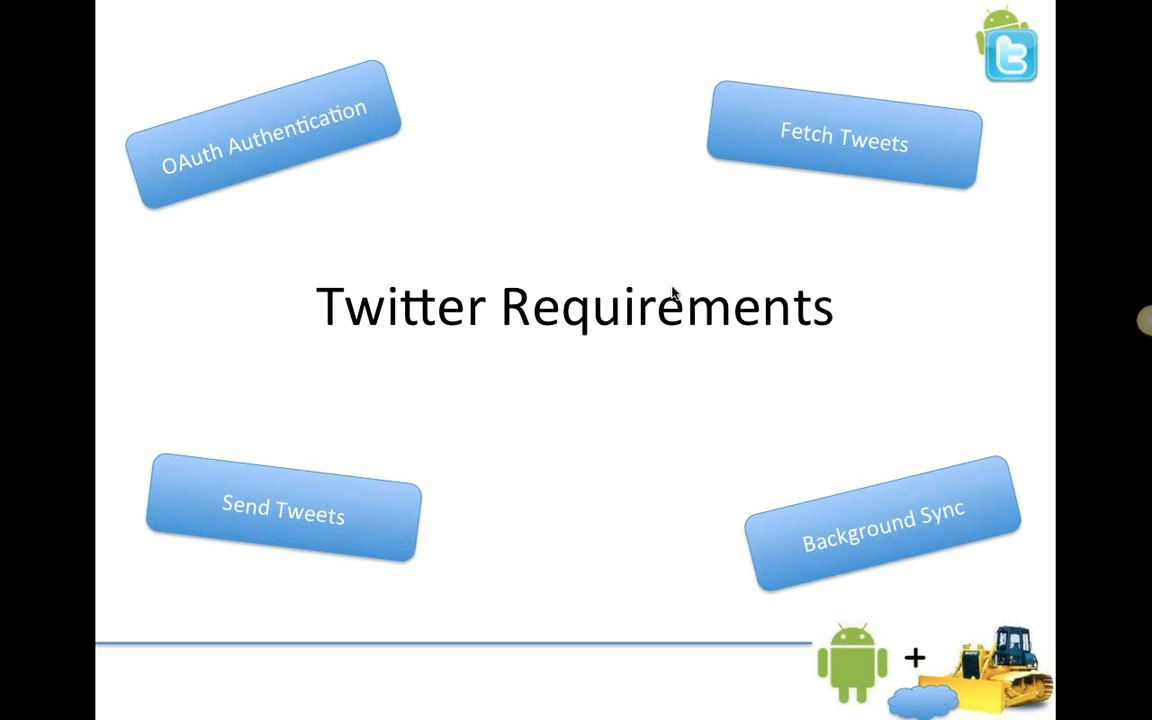 OAuth Authentication
Fetch Tweets
Twitter Requirements
Send Tweets
Background Sync
+